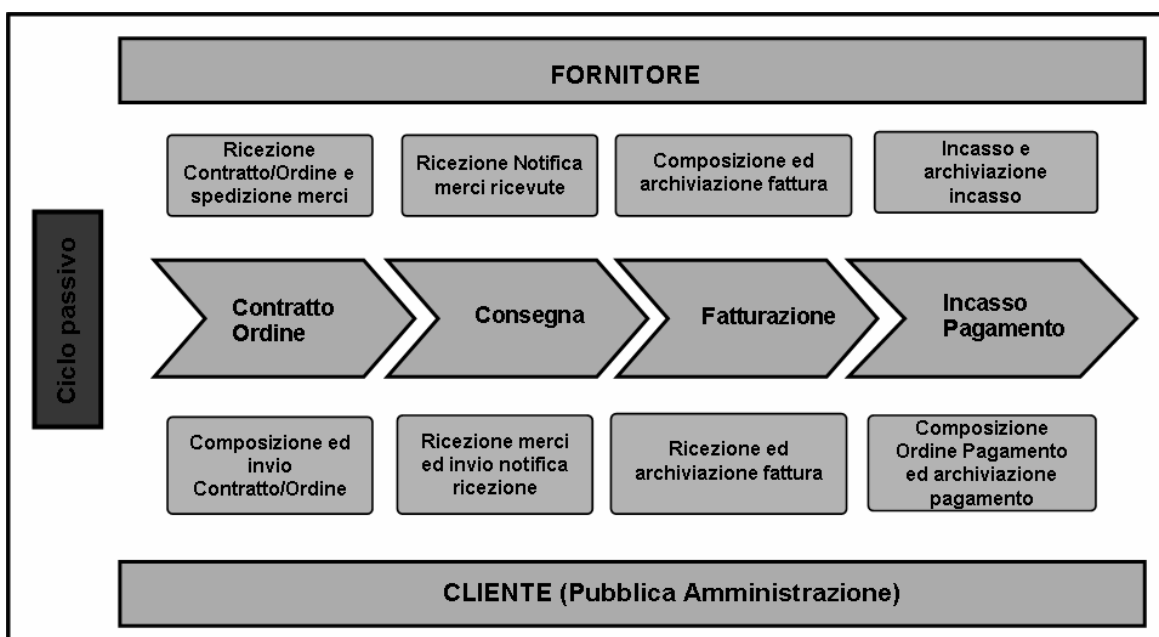 FORNITORE
Ricezione
Contratto/Ordine e
spedizione merci
Ricezione Notifica
merci ricevute
Composizione ed
archiviazione fattura
Incasso e
archiviazione
incasso
Ciclo passivo
Contratto
Ordine
Consegna
Fatturazione
Incasso
Pagamento
Composizione ed
invio
Contratto/Ordine
Ricezione merci
ed invio notifica
ricezione
Ricezione ed
archiviazione fattura
Composizione
Ordine Pagamento
ed archiviazione
pagamento
CLIENTE (Pubblica Amministrazione)